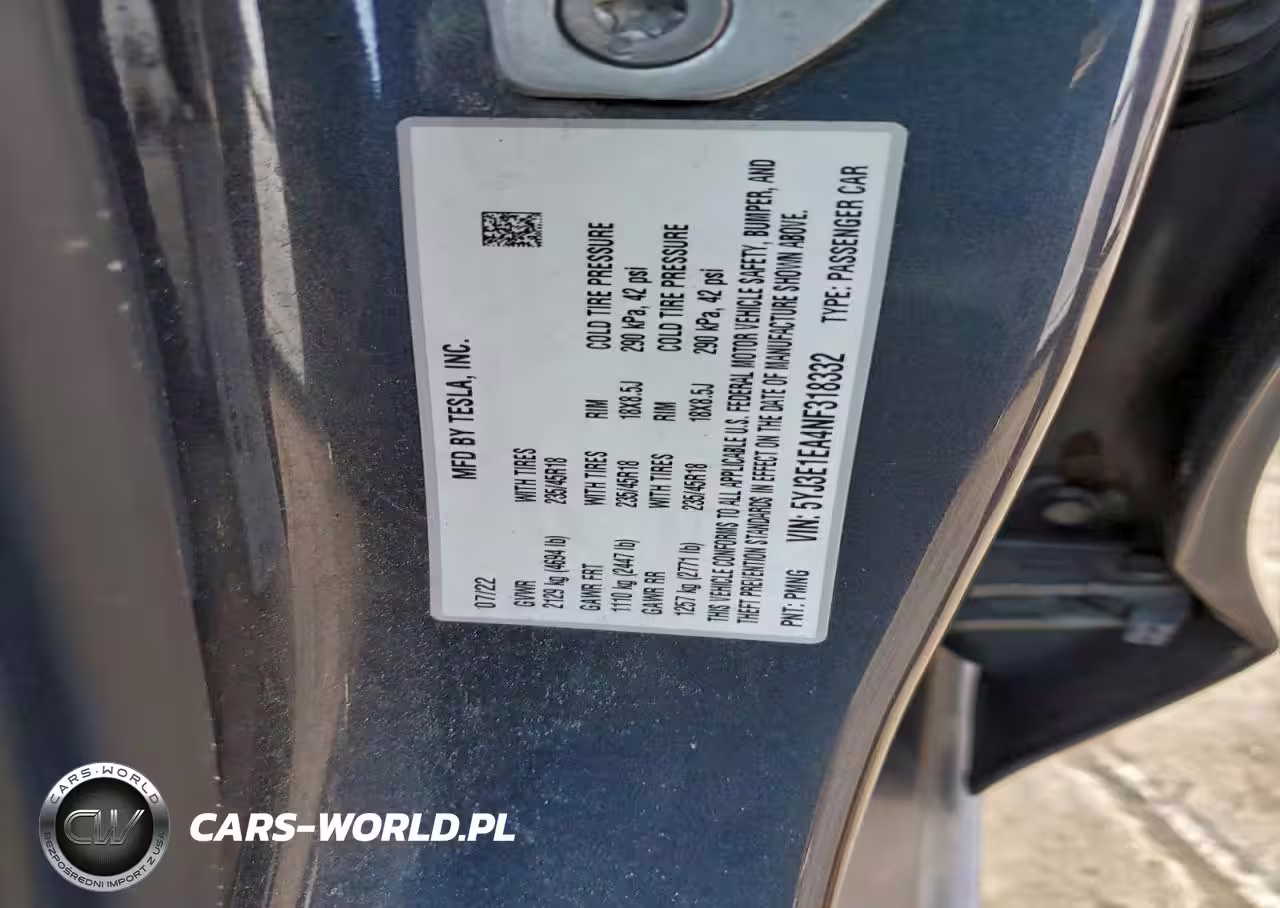 MFD BY TESLA, INC.
07/22
GVWR WITH TIRES
2129 kg (4694 lb) 235/45R18
GAWR FRT WITH TIRES RIM COLD TIRE PRESSURE
1110 kg (2447 lb) 235/45R18 18X8.5J 290 kPa, 42 psi
GAWR RR WITH TIRES RIM COLD TIRE PRESSURE
1257 kg (2771 lb) 235/45R18 18X8.5J 290 kPa, 42 psi
THIS VEHICLE CONFORMS TO ALL APPLICABLE U.S. FEDERAL MOTOR VEHICLE SAFETY, BUMPER, AND
THEFT PREVENTION STANDARDS IN EFFECT ON THE DATE OF MANUFACTURE SHOWN ABOVE.
PNT: PMNG VIN: 5YJ3E1EA4NF318332 TYPE: PASSENGER CAR
CARS-WORLD
CW
BEZPOŚREDNI IMPORT Z USA
CARS-WORLD.PL